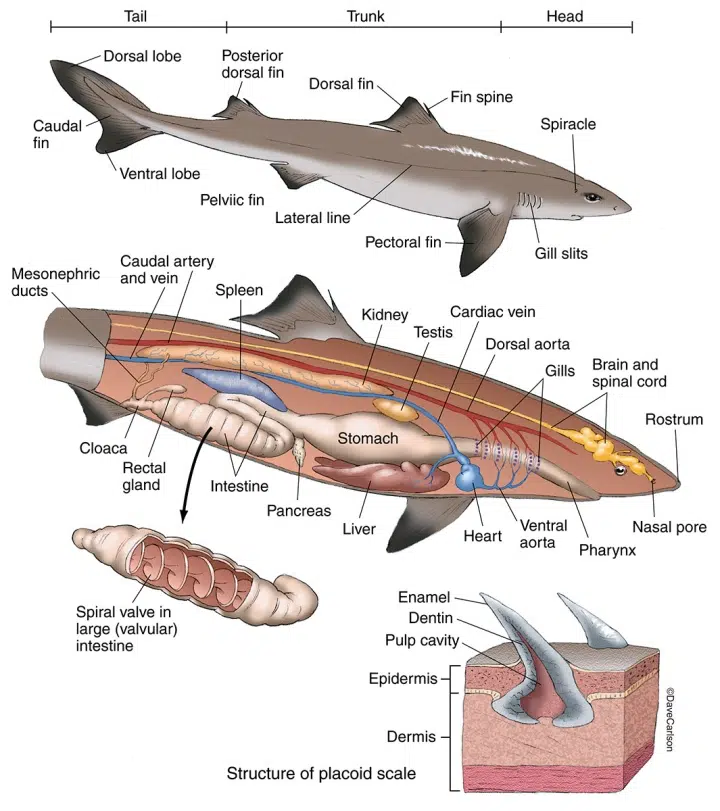 Tail
Trunk
Head
Dorsal lobe
Posterior
dorsal fin
Dorsal fin
Fin spine
Spiracle
Caudal
fin
Ventral lobe
Pelviic fin
Lateral line
Pectoral fin
Gill slits
Mesonephric
ducts
Caudal artery
and vein
Spleen
Kidney
Testis
Cardiac vein
Dorsal aorta
Gills
Brain and
spinal cord
Rostrum
Stomach
Cloaca
Rectal
gland
Intestine
Pancreas
Liver
Heart
Ventral
aorta
Pharynx
Nasal pore
Spiral valve in
large (valvular)
intestine
Enamel
Dentin
Pulp cavity
Epidermis
Dermis
Structure of placoid scale
©DaveCarlson